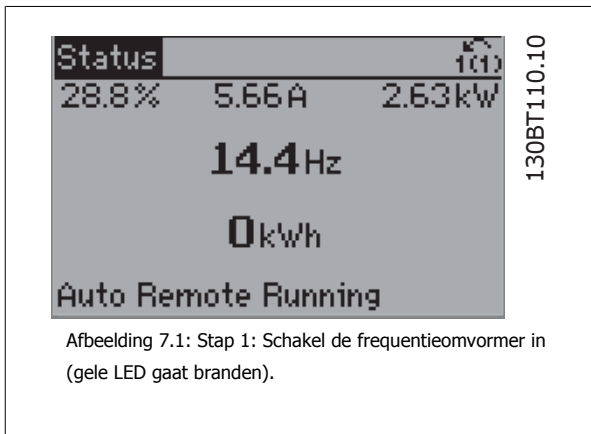 Status 1(1)
28.8% 5.66A 2.63kW
14.4Hz
0kWh
Auto Remote Running
130BT110.10
Afbeelding 7.1: Stap 1: Schakel de frequentieomvormer in
(gele LED gaat branden).